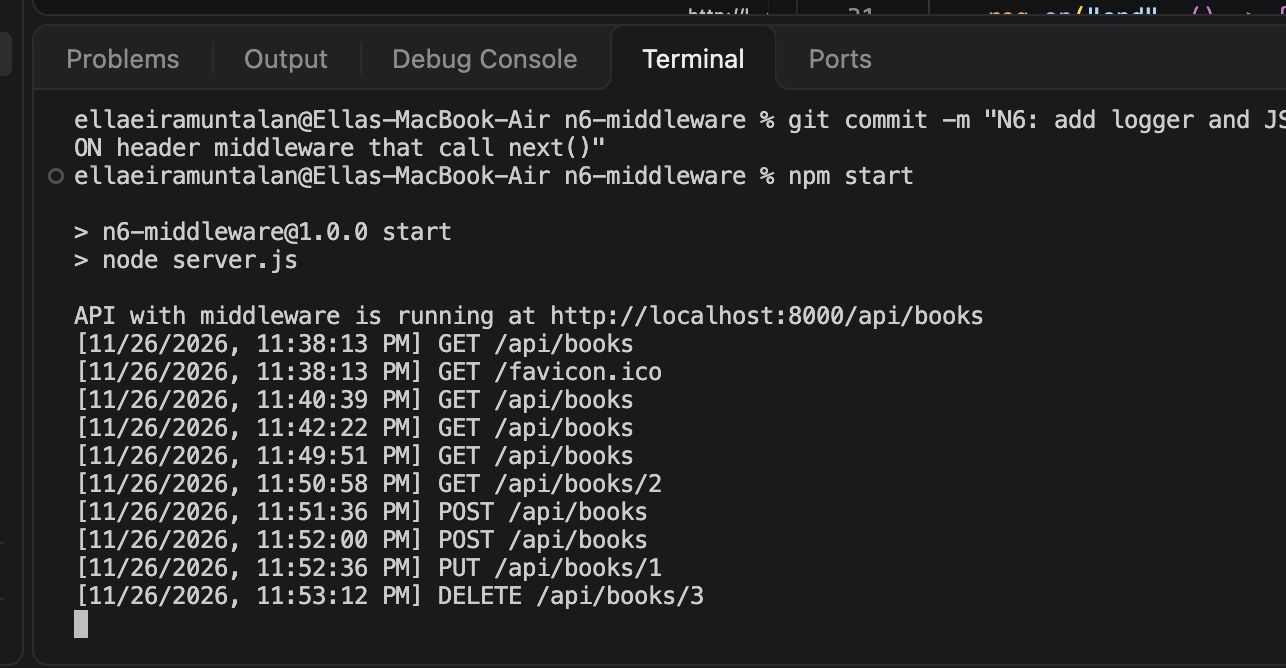 Problems
Output
Debug Console
Terminal
Ports
ellaeiramuntalan@Ellas-MacBook-Air n6-middleware % git commit -m "N6: add logger and JS
ON header middleware that call next()"
ellaeiramuntalan@Ellas-MacBook-Air n6-middleware % npm start
> n6-middleware@1.0.0 start
> node server.js
API with middleware is running at http://localhost:8000/api/books
[11/26/2026, 11:38:13 PM] GET /api/books
[11/26/2026, 11:38:13 PM] GET /favicon.ico
[11/26/2026, 11:40:39 PM] GET /api/books
[11/26/2026, 11:42:22 PM] GET /api/books
[11/26/2026, 11:49:51 PM] GET /api/books
[11/26/2026, 11:50:58 PM] GET /api/books/2
[11/26/2026, 11:51:36 PM] POST /api/books
[11/26/2026, 11:52:00 PM] POST /api/books
[11/26/2026, 11:52:36 PM] PUT /api/books/1
[11/26/2026, 11:53:12 PM] DELETE /api/books/3